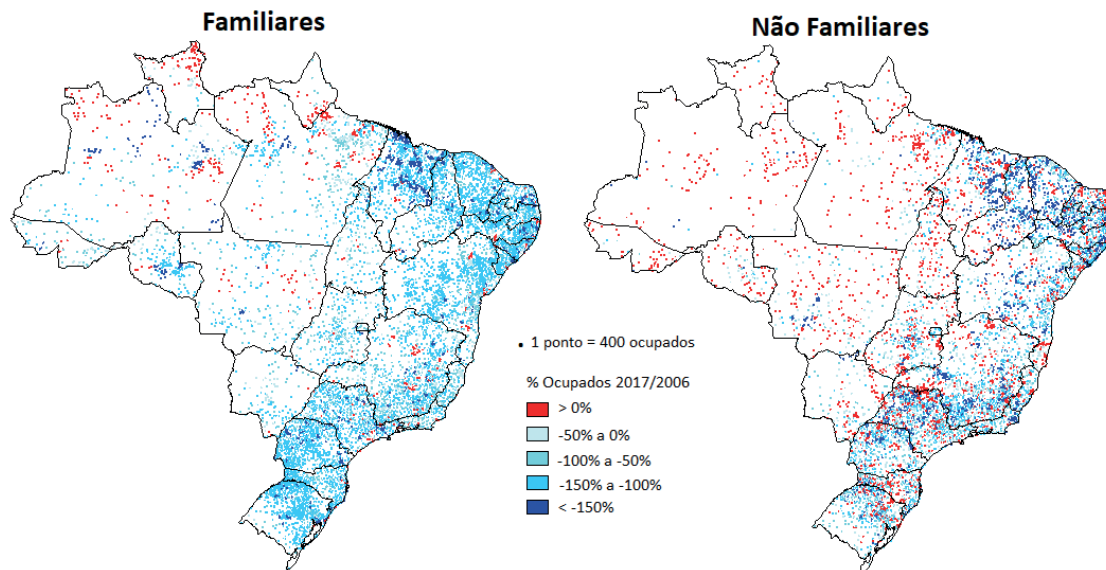 Familiares
Não Familiares
1 ponto = 400 ocupados
% Ocupados 2017/2006
> 0%
-50% a 0%
-100% a -50%
-150% a -100%
< -150%